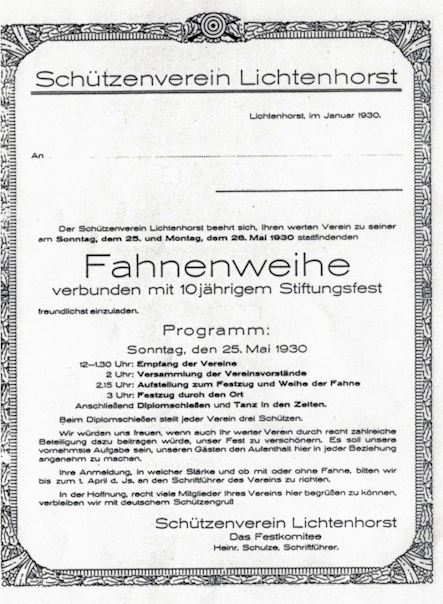 Schützenverein Lichtenhorst
Lichtenhorst, im Januar 1930.
An
Der Schützenverein Lichtenhorst beehrt sich, Ihren werten Verein zu seiner
am Sonntag, dem 25. und Montag, dem 26. Mai 1930 stattfindenden
Fahnenweihe
verbunden mit 10jährigem Stiftungsfest
freundlichst einzuladen.
Programm:
Sonntag, den 25. Mai 1930
12–1.30 Uhr: Empfang der Vereine
2 Uhr: Versammlung der Vereinsvorstände
2.15 Uhr: Aufstellung zum Festzug und Weihe der Fahne
3 Uhr: Festzug durch den Ort
Anschließend Diplomschießen und Tanz in den Zelten.
Beim Diplomschießen stellt jeder Verein drei Schützen.
Wir würden uns freuen, wenn auch Ihr werter Verein durch recht zahlreiche
Beteiligung dazu beitragen würde, unser Fest zu verschönern. Es soll unsere
vornehmste Aufgabe sein, unseren Gästen den Aufenthalt hier in jeder Beziehung
angenehm zu machen.
Ihre Anmeldung, in welcher Stärke und ob mit oder ohne Fahne, bitten wir
bis zum 1. April d. Js. an den Schriftführer des Vereins zu richten.
In der Hoffnung, recht viele Mitglieder Ihres Vereins hier begrüßen zu können,
verbleiben wir mit deutschem Schützengruß
Schützenverein Lichtenhorst
Das Festkomitee
Heinr. Schulze, Schriftführer.